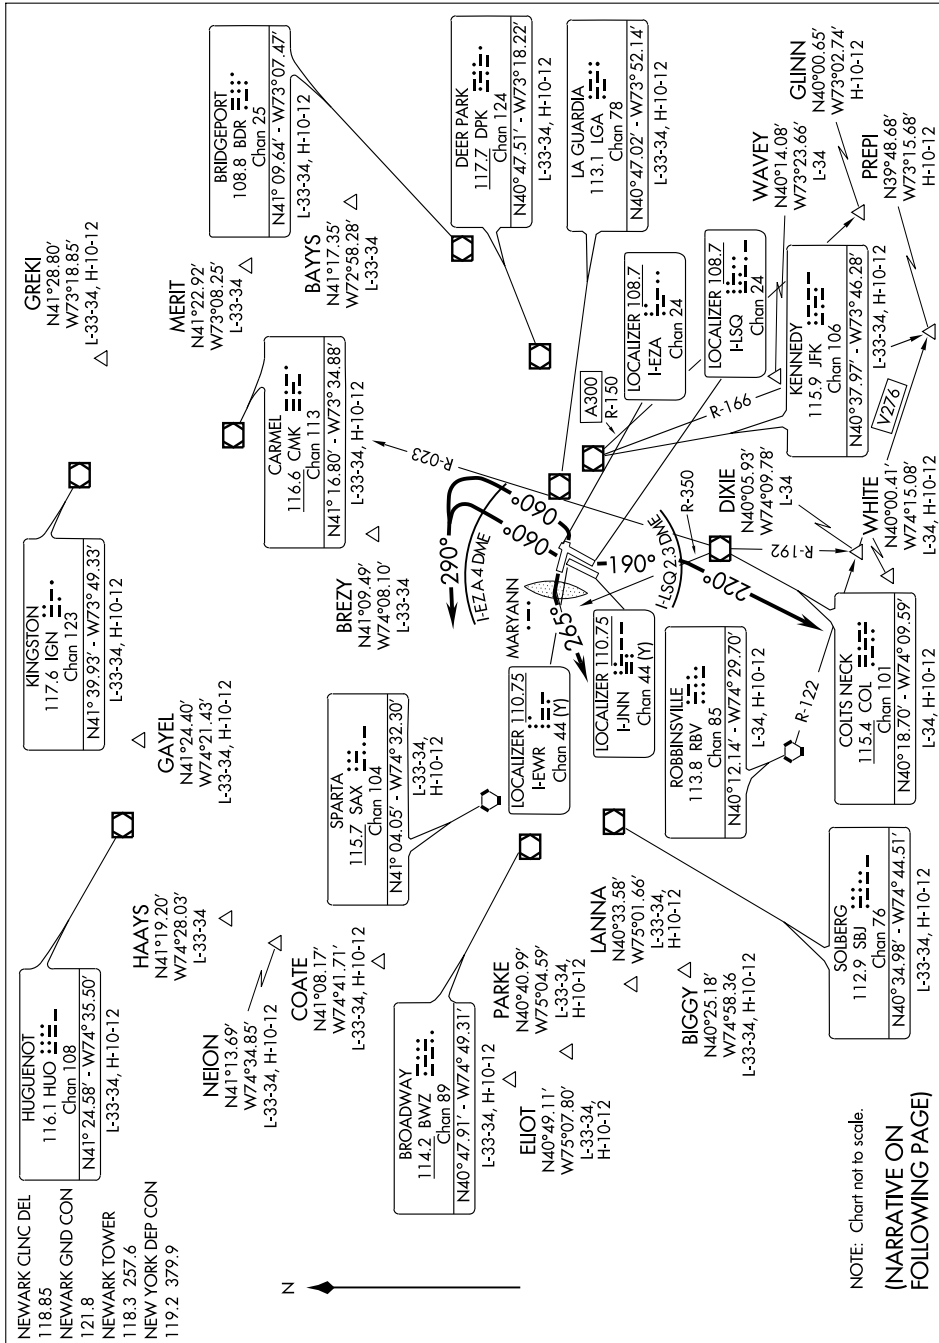 NEWARK CLNC DEL
118.85
NEWARK GND CON
121.8
NEWARK TOWER
118.3 257.6
NEW YORK DEP CON
119.2 379.9
HUGUENOT
116.1 HUO
Chan 108
N41° 24.58′ - W74° 35.50′
L-33-34, H-10-12
KINGSTON
117.6 IGN
Chan 123
N41° 39.93′ - W73° 49.33′
L-33-34, H-10-12
GREKI
N41°28.80′
W73°18.85′
L-33-34, H-10-12
HAAYS
N41°19.20′
W74°28.03′
L-33-34
GAYEL
N41°24.40′
W74°21.43′
L-33-34, H-10-12
MERIT
N41°22.92′
W73°08.25′
L-33-34
BRIDGEPORT
108.8 BDR
Chan 25
N41° 09.64′ - W73° 07.47′
L-33-34, H-10-12
NEION
N41°13.69′
W74°34.85′
L-33-34, H-10-12
CARMEL
116.6 CMK
Chan 113
N41° 16.80′ - W73° 34.88′
L-33-34, H-10-12
BAYYS
N41°17.35′
W72°58.28′
L-33-34
COATE
N41°08.17′
W74°41.71′
L-33-34, H-10-12
SPARTA
115.7 SAX
Chan 104
N41° 04.05′ - W74° 32.30′
L-33-34,
H-10-12
BREZY
N41°09.49′
W74°08.10′
L-33-34
R-023
BROADWAY
114.2 BWZ
Chan 89
N40° 47.91′ - W74° 49.31′
L-33-34, H-10-12
290°
I-EZA 4 DME
060°
060°
DEER PARK
117.7 DPK
Chan 124
N40° 47.51′ - W73° 18.22′
L-33-34, H-10-12
PARKE
N40°40.99′
W75°04.59′
L-33-34,
H-10-12
ELIOT
N40°49.11′
W75°07.80′
L-33-34,
H-10-12
LOCALIZER 110.75
I-EWR
Chan 44 (Y)
MARYANN
265°
190°
LA GUARDIA
113.1 LGA
Chan 78
N40° 47.02′ - W73° 52.14′
L-33-34, H-10-12
LANNA
N40°33.58′
W75°01.66′
L-33-34,
H-10-12
LOCALIZER 110.75
I-JNN
Chan 44 (Y)
A300
R-150
LOCALIZER 108.7
I-EZA
Chan 24
I-LSQ 2.3 DME
R-350
LOCALIZER 108.7
I-LSQ
Chan 24
BIGGY
N40°25.18′
W74°58.36
L-33-34, H-10-12
ROBBINSVILLE
113.8 RBV
Chan 85
N40° 12.14′ - W74° 29.70′
L-34, H-10-12
220°
R-192
R-166
DIXIE
N40°05.93′
W74°09.78′
L-34
WAVEY
N40°14.08′
W73°23.66′
L-34
GLINN
N40°00.65′
W73°02.74′
H-10-12
KENNEDY
115.9 JFK
Chan 106
N40° 37.97′ - W73° 46.28′
L-33-34, H-10-12
R-122
SOLBERG
112.9 SBJ
Chan 76
N40° 34.98′ - W74° 44.51′
L-33-34, H-10-12
COLTS NECK
115.4 COL
Chan 101
N40° 18.70′ - W74° 09.59′
L-34, H-10-12
WHITE
N40°00.41′
W74°15.08′
L-34, H-10-12
V276
PREPI
N39°48.68′
W73°15.68′
H-10-12
N
NOTE: Chart not to scale.
(NARRATIVE ON
FOLLOWING PAGE)